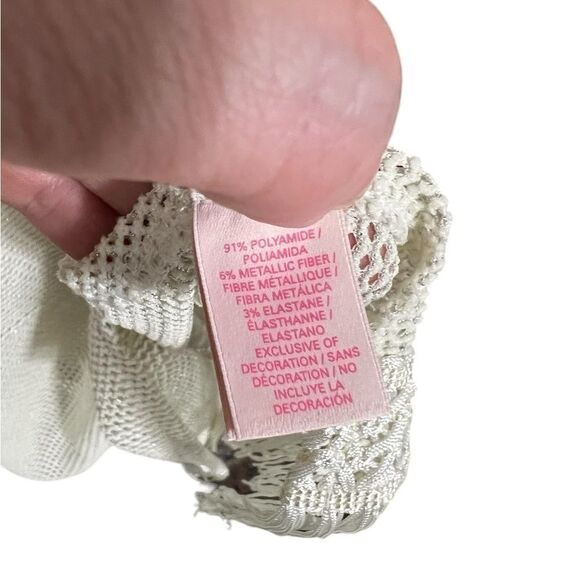 91% POLYAMIDE /
POLIAMIDA
6% METALLIC FIBER /
FIBRE MÉTALLIQUE /
FIBRA METÁLICA
3% ELASTANE /
ÉLASTHANNE /
ELASTANO
EXCLUSIVE OF
DECORATION / SANS
DÉCORATION / NO
INCLUYE LA
DECORACIÓN